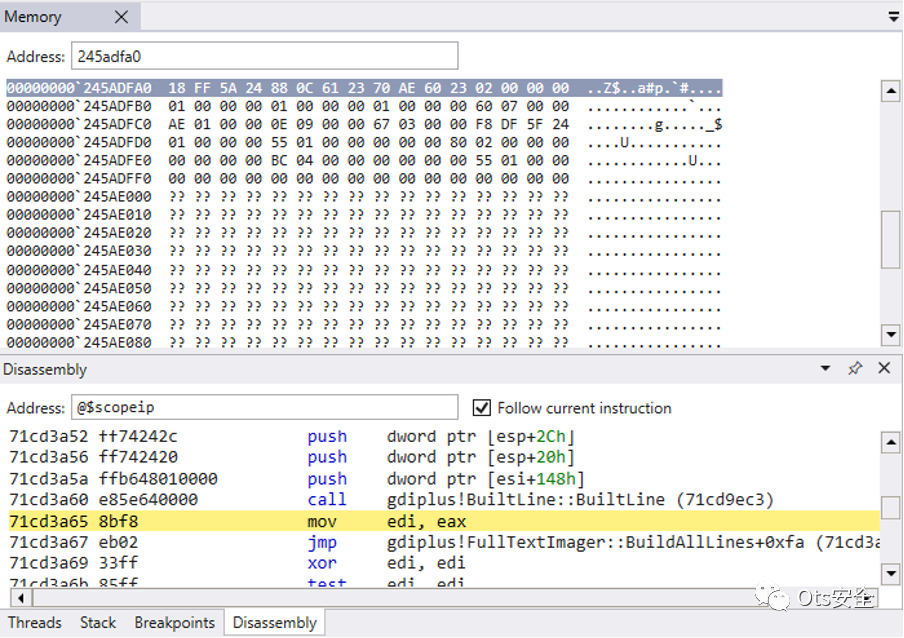 Memory
Address: 245adfa0
00000000`245ADFA0 18 FF 5A 24 88 0C 61 23 70 AE 60 23 02 00 00 00 ..Z$..a#p.`#....
00000000`245ADFB0 01 00 00 00 01 00 00 00 01 00 00 00 60 07 00 00 ............`...
00000000`245ADFC0 AE 01 00 00 0E 09 00 00 67 03 00 00 F8 DF 5F 24 ........g....._$
00000000`245ADFD0 01 00 00 00 55 01 00 00 00 00 80 02 00 00 00 00 ....U...........
00000000`245ADFE0 00 00 00 00 BC 04 00 00 00 00 00 00 55 01 00 00 ............U...
00000000`245ADFF0 00 00 00 00 00 00 00 00 00 00 00 00 00 00 00 00 ................
00000000`245AE000 ?? ?? ?? ?? ?? ?? ?? ?? ?? ?? ?? ?? ?? ?? ?? ?? ................
00000000`245AE010 ?? ?? ?? ?? ?? ?? ?? ?? ?? ?? ?? ?? ?? ?? ?? ?? ................
00000000`245AE020 ?? ?? ?? ?? ?? ?? ?? ?? ?? ?? ?? ?? ?? ?? ?? ?? ................
00000000`245AE030 ?? ?? ?? ?? ?? ?? ?? ?? ?? ?? ?? ?? ?? ?? ?? ?? ................
00000000`245AE040 ?? ?? ?? ?? ?? ?? ?? ?? ?? ?? ?? ?? ?? ?? ?? ?? ................
00000000`245AE050 ?? ?? ?? ?? ?? ?? ?? ?? ?? ?? ?? ?? ?? ?? ?? ?? ................
00000000`245AE060 ?? ?? ?? ?? ?? ?? ?? ?? ?? ?? ?? ?? ?? ?? ?? ?? ................
00000000`245AE070 ?? ?? ?? ?? ?? ?? ?? ?? ?? ?? ?? ?? ?? ?? ?? ?? ................
00000000`245AE080 ?? ?? ?? ?? ?? ?? ?? ?? ?? ?? ?? ?? ?? ?? ?? ?? ................
Disassembly
Address: @$scopeip Follow current instruction
71cd3a52 ff74242c push dword ptr [esp+2Ch]
71cd3a56 ff742420 push dword ptr [esp+20h]
71cd3a5a ffb648010000 push dword ptr [esi+148h]
71cd3a60 e85e640000 call gdiplus!BuiltLine::BuiltLine (71cd9ec3)
71cd3a65 8bf8 mov edi, eax
71cd3a67 eb02 jmp gdiplus!FullTextImager::BuildAllLines+0xfa (71cd3a
71cd3a69 33ff xor edi, edi
71cd3a6b 85ff test edi, edi
Ots安全
Threads Stack Breakpoints Disassembly